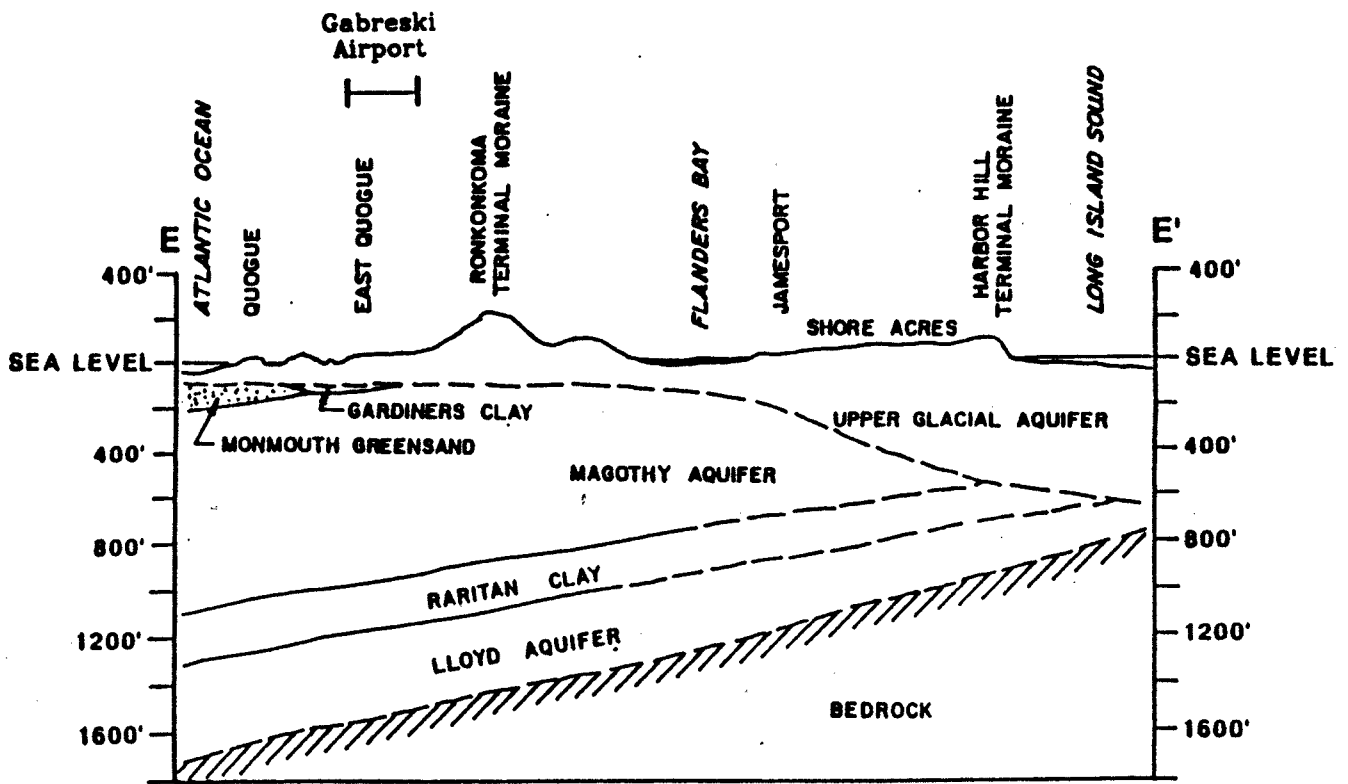 Gabreski
Airport
ATLANTIC OCEAN
QUOGUE
EAST QUOGUE
RONKONKOMA
TERMINAL MORAINE
FLANDERS BAY
JAMESPORT
HARBOR HILL
TERMINAL MORAINE
LONG ISLAND SOUND
E
E'
400'
400'
SHORE ACRES
SEA LEVEL
SEA LEVEL
GARDINERS CLAY
UPPER GLACIAL AQUIFER
MONMOUTH GREENSAND
400'
400'
MAGOTHY AQUIFER
800'
800'
RARITAN CLAY
1200'
1200'
LLOYD AQUIFER
BEDROCK
1600'
1600'